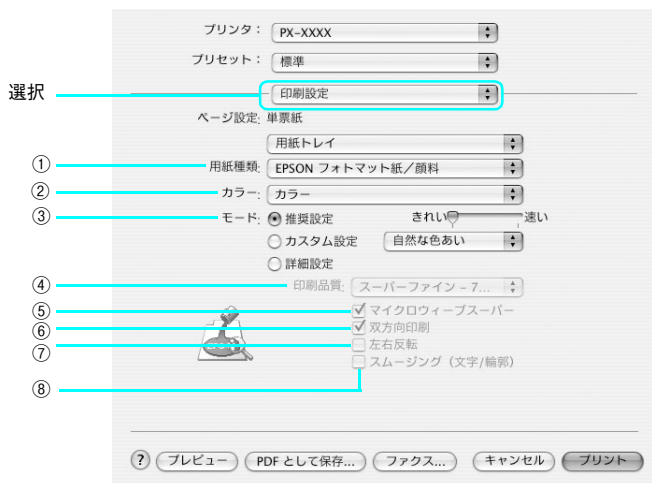 プリンタ： PX-XXXX
プリセット： 標準
選択 印刷設定
ページ設定: 単票紙
用紙トレイ
① 用紙種類: EPSON フォトマット紙／顔料
② カラー: カラー
③ モード: 推奨設定 きれい 速い
カスタム設定 自然な色あい
詳細設定
④ 印刷品質: スーパーファイン - 7...
⑤ マイクロウィーブスーパー
⑥ 双方向印刷
⑦ 左右反転
スムージング（文字/輪郭）
⑧
? プレビュー PDF として保存... ファクス... キャンセル プリント